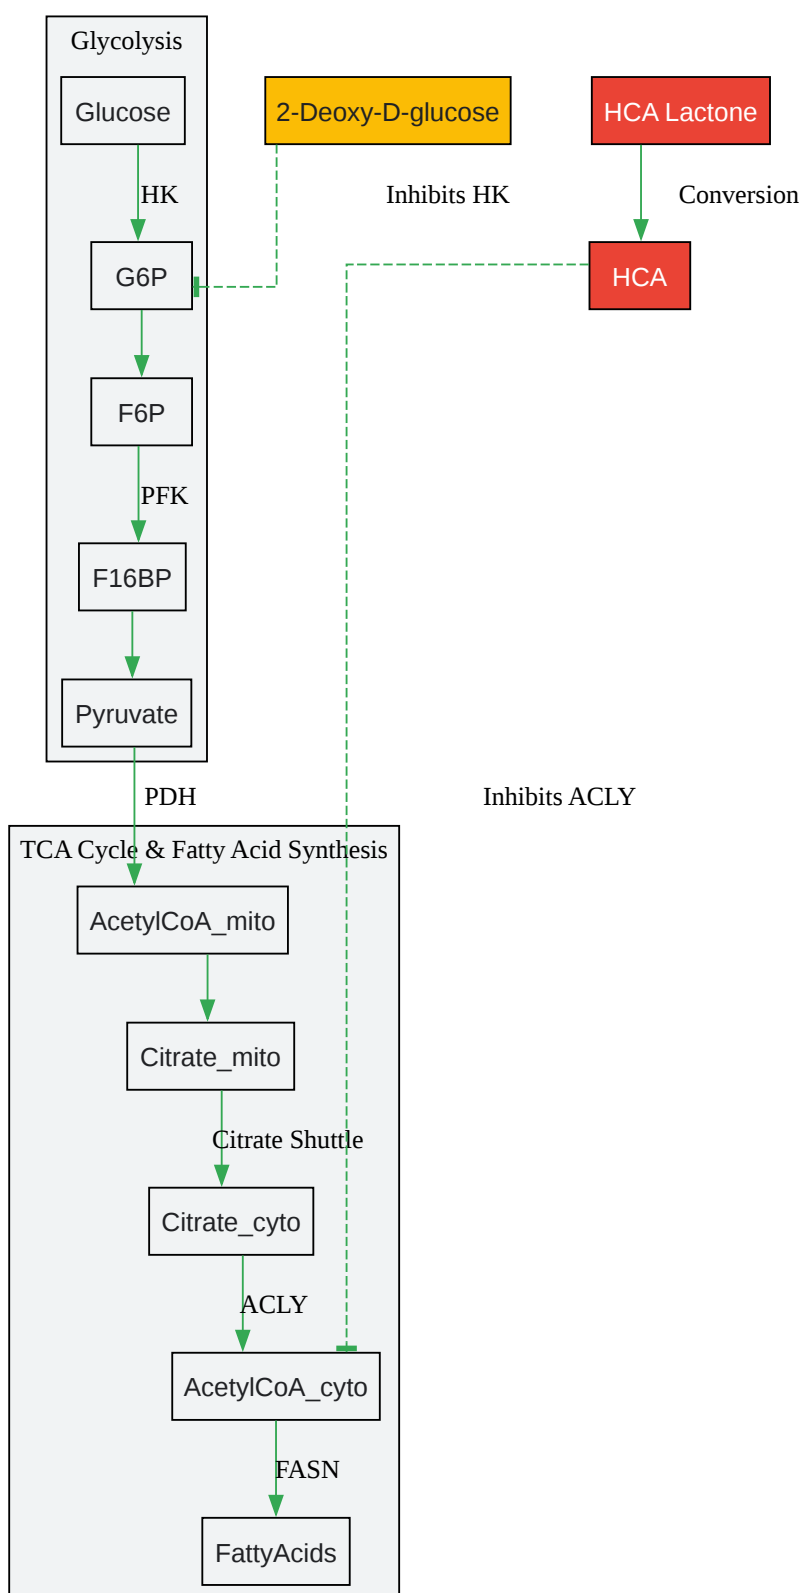 Glycolysis
Glucose
2-Deoxy-D-glucose
HCA Lactone
HK
Inhibits HK
Conversion
G6P
HCA
F6P
PFK
F16BP
Pyruvate
PDH
Inhibits ACLY
TCA Cycle & Fatty Acid Synthesis
AcetylCoA_mito
Citrate_mito
Citrate Shuttle
Citrate_cyto
ACLY
AcetylCoA_cyto
FASN
FattyAcids